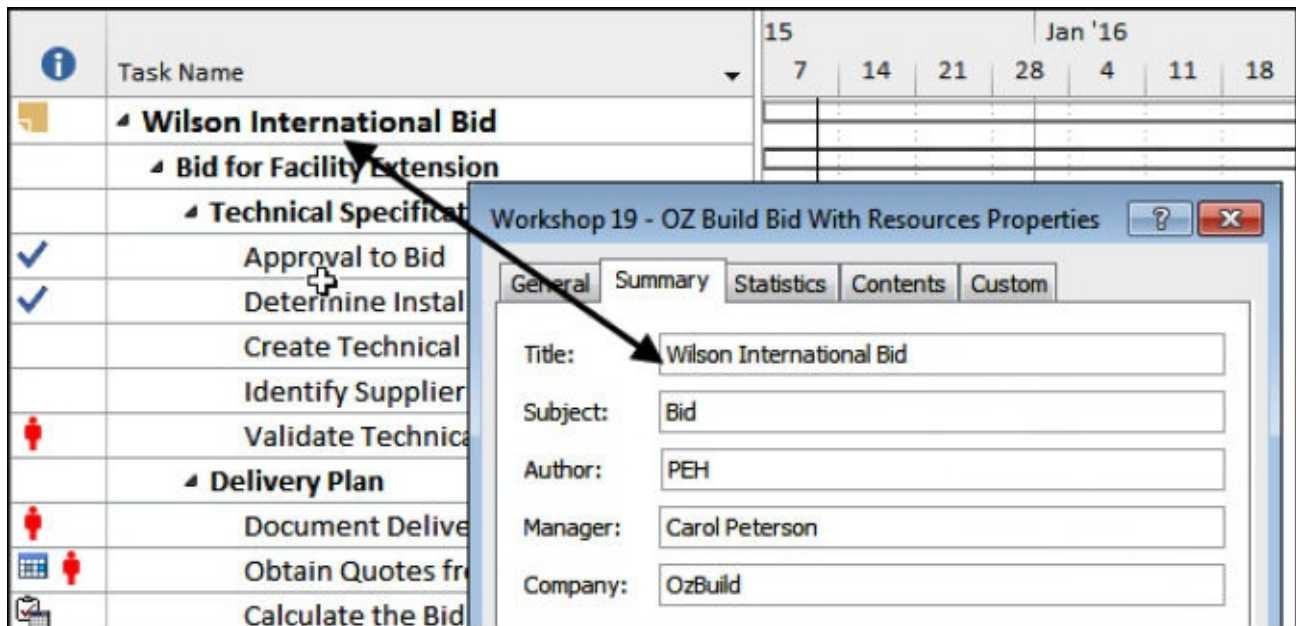 15 Jan '16
Task Name 7 14 21 28 4 11 18
Wilson International Bid
Bid for Facility Extension
Technical Specificat
Workshop 19 - OZ Build Bid With Resources Properties
Approval to Bid
General Summary Statistics Contents Custom
Determine Instal
Create Technical
Title: Wilson International Bid
Identify Supplier
Subject: Bid
Validate Technica
Author: PEH
Delivery Plan
Document Delive
Manager: Carol Peterson
Obtain Quotes fr
Company: OzBuild
Calculate the Bid